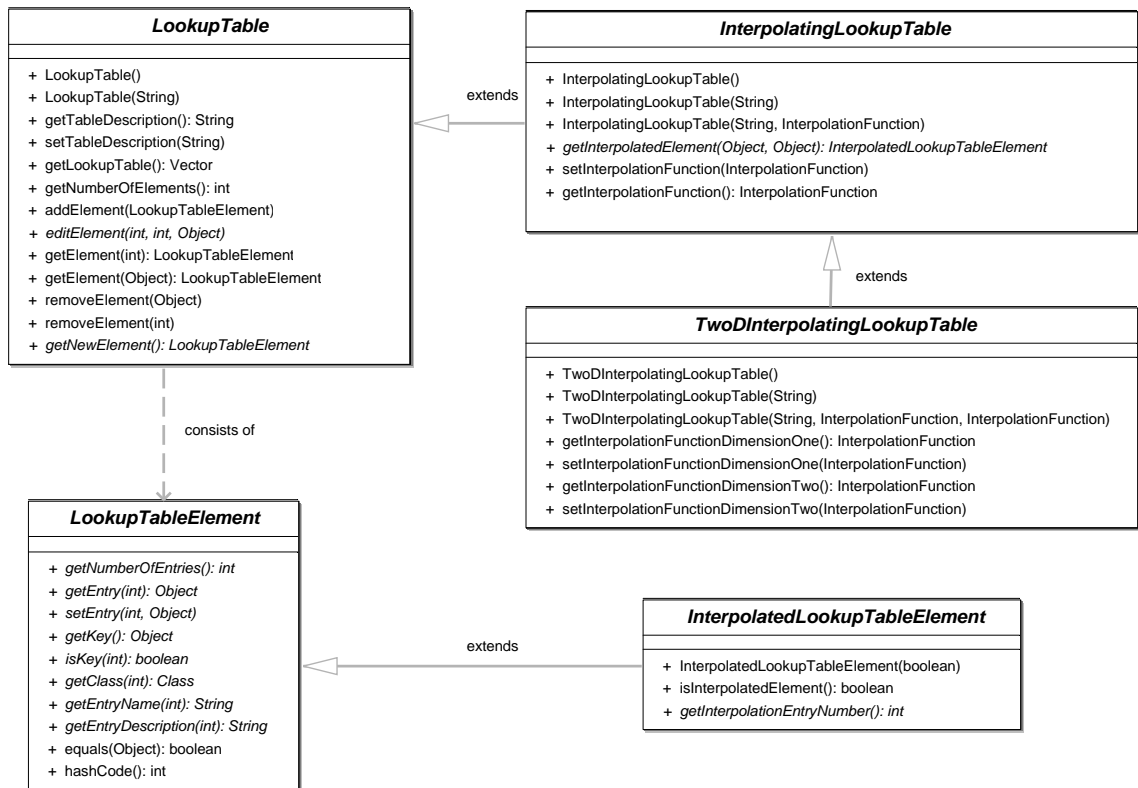 LookupTable
+ LookupTable()
+ LookupTable(String)
+ getTableDescription(): String
+ setTableDescription(String)
+ getLookupTable(): Vector
+ getNumberOfElements(): int
+ addElement(LookupTableElement)
+ editElement(int, int, Object)
+ getElement(int): LookupTableElement
+ getElement(Object): LookupTableElement
+ removeElement(Object)
+ removeElement(int)
+ getNewElement(): LookupTableElement
extends
InterpolatingLookupTable
+ InterpolatingLookupTable()
+ InterpolatingLookupTable(String)
+ InterpolatingLookupTable(String, InterpolationFunction)
+ getInterpolatedElement(Object, Object): InterpolatedLookupTableElement
+ setInterpolationFunction(InterpolationFunction)
+ getInterpolationFunction(): InterpolationFunction
extends
TwoDInterpolatingLookupTable
+ TwoDInterpolatingLookupTable()
+ TwoDInterpolatingLookupTable(String)
+ TwoDInterpolatingLookupTable(String, InterpolationFunction, InterpolationFunction)
+ getInterpolationFunctionDimensionOne(): InterpolationFunction
+ setInterpolationFunctionDimensionOne(InterpolationFunction)
+ getInterpolationFunctionDimensionTwo(): InterpolationFunction
+ setInterpolationFunctionDimensionTwo(InterpolationFunction)
consists of
LookupTableElement
+ getNumberOfEntries(): int
+ getEntry(int): Object
+ setEntry(int, Object)
+ getKey(): Object
+ isKey(int): boolean
+ getClass(int): Class
+ getEntryName(int): String
+ getEntryDescription(int): String
+ equals(Object): boolean
+ hashCode(): int
extends
InterpolatedLookupTableElement
+ InterpolatedLookupTableElement(boolean)
+ isInterpolatedElement(): boolean
+ getInterpolationEntryNumber(): int